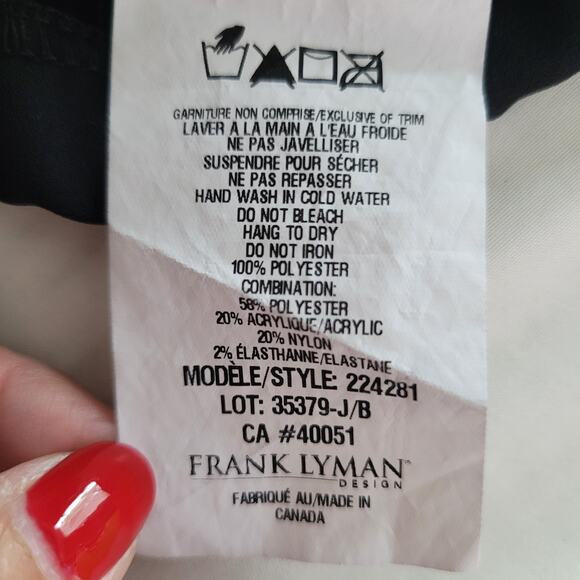 GARNITURE NON COMPRISE/EXCLUSIVE OF TRIM
LAVER A LA MAIN A L'EAU FROIDE
NE PAS JAVELLISER
SUSPENDRE POUR SÉCHER
NE PAS REPASSER
HAND WASH IN COLD WATER
DO NOT BLEACH
HANG TO DRY
DO NOT IRON
100% POLYESTER
COMBINATION:
58% POLYESTER
20% ACRYLIQUE/ACRYLIC
20% NYLON
2% ÉLASTHANNE/ELASTANE
MODÈLE/STYLE: 224281
LOT: 35379-J/B
CA #40051
FRANK LYMAN™
DESIGN
FABRIQUÉ AU/MADE IN
CANADA